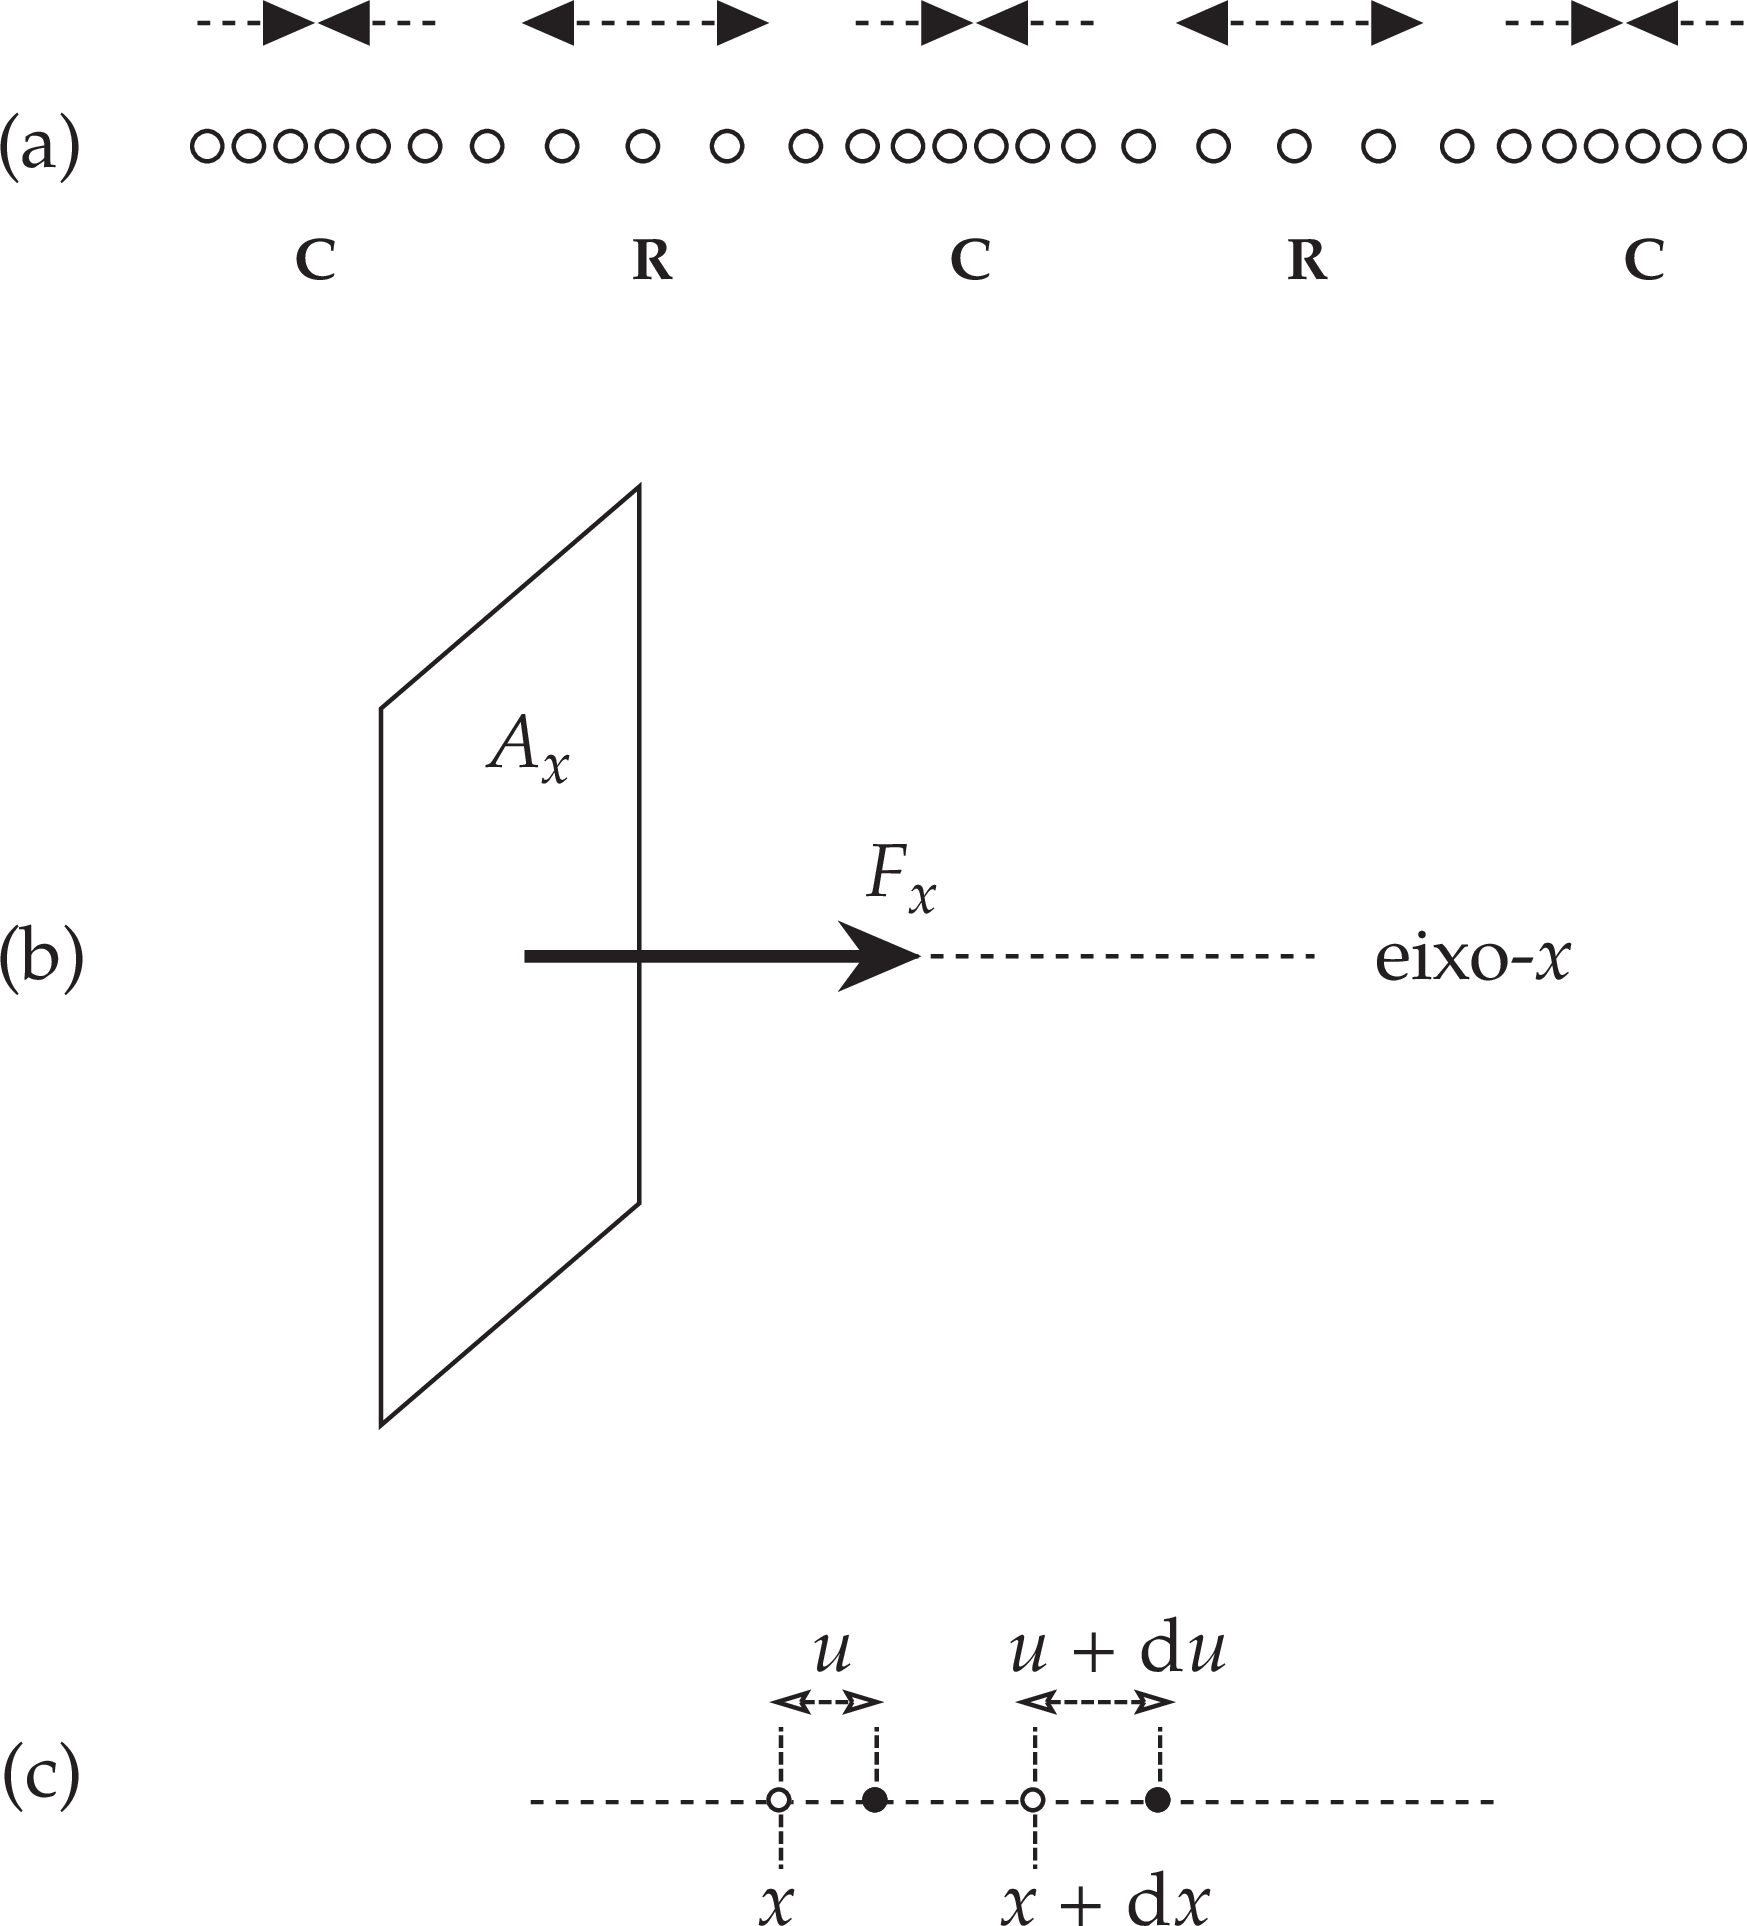 (a)
C R C R C
A_x
F_x
(b) eixo-x
u u + du
(c)
x x + dx